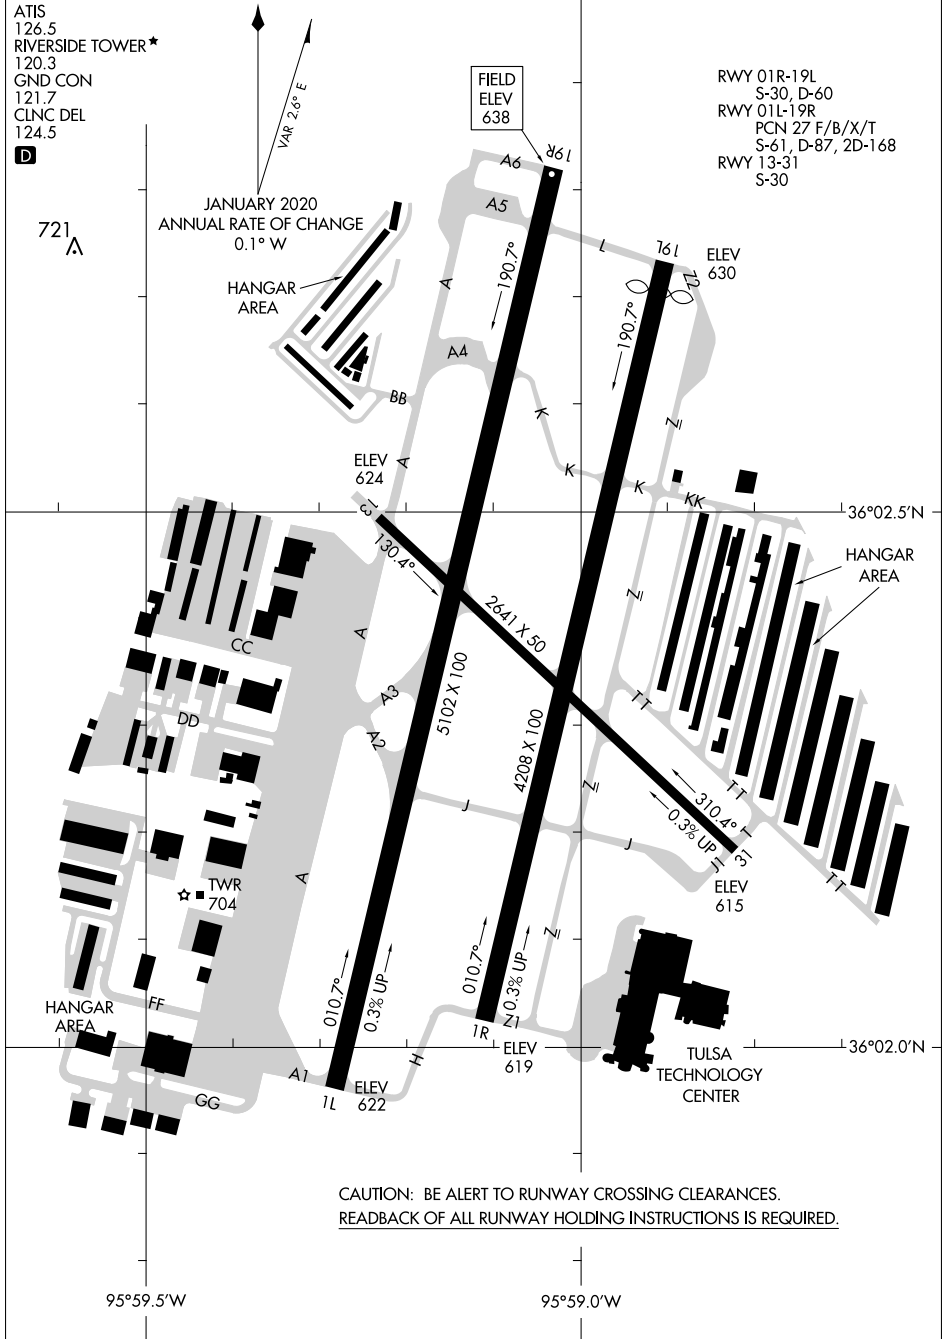 ATIS
126.5
RIVERSIDE TOWER★
120.3
GND CON
121.7
CLNC DEL
124.5
D
VAR 2.6° E
JANUARY 2020
ANNUAL RATE OF CHANGE
0.1° W
FIELD
ELEV
638
RWY 01R-19L
S-30, D-60
RWY 01L-19R
PCN 27 F/B/X/T
S-61, D-87, 2D-168
RWY 13-31
S-30
721
A6
19R
A5
L
19L
ELEV
630
Z2
HANGAR
AREA
A
190.7°
190.7°
A4
BB
K
Z
A
ELEV
624
K
K
KK
13
36°02.5'N
130.4°
HANGAR
AREA
2641 X 50
Z
A
CC
5102 X 100
A3
TT
DD
A2
4208 X 100
J
Z
TT
310.4°
0.3% UP
T
J
J1
31
TT
ELEV
615
A
TWR
704
Z
010.7°
0.3% UP
010.7°
0.3% UP
HANGAR
AREA
FF
1R
Z1
H
ELEV
619
36°02.0'N
TULSA
TECHNOLOGY
CENTER
A1
1L
ELEV
622
GG
CAUTION: BE ALERT TO RUNWAY CROSSING CLEARANCES.
READBACK OF ALL RUNWAY HOLDING INSTRUCTIONS IS REQUIRED.
95°59.5'W
95°59.0'W